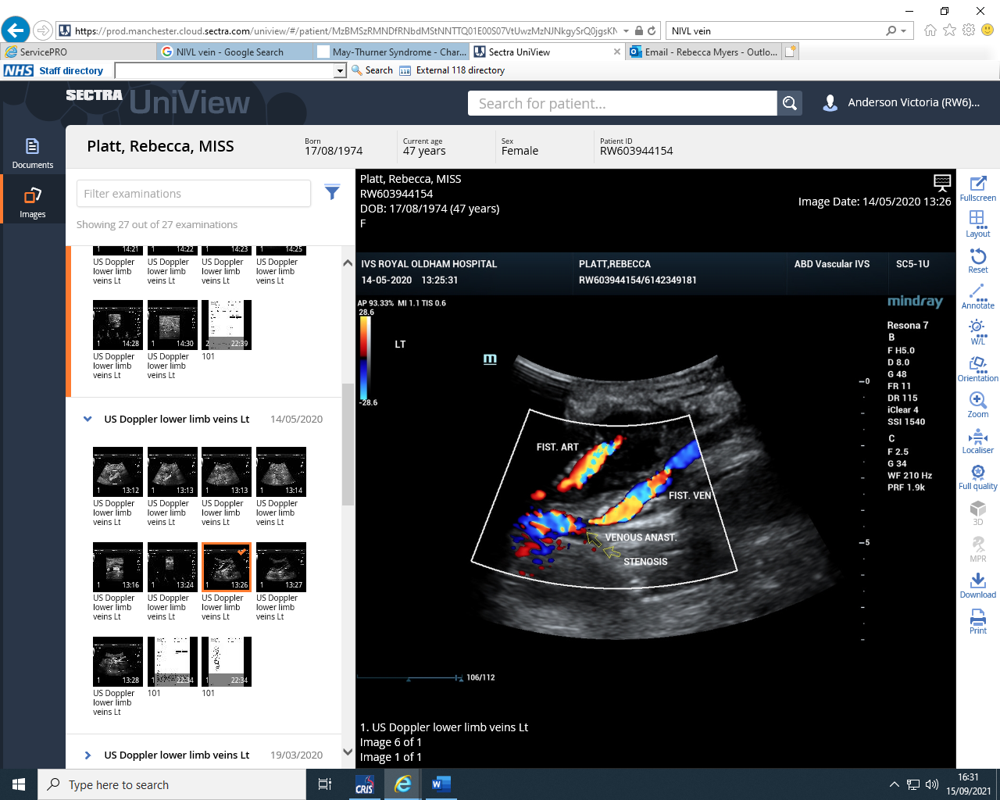 https://prod.manchester.cloud.sectra.com/uniview/#/patient/
NIVL vein
ServicePRO
NIVL vein - Google Search
May-Thurner Syndrome - Char...
Sectra UniView
Email - Rebecca Myers - Outlo...
NHS Staff directory
Search
External 118 directory
SECTRA UniView
Search for patient...
Anderson Victoria (RW6)...
Documents
Images
Platt, Rebecca, MISS
Born
17/08/1974
Current age
47 years
Sex
Female
Patient ID
RW603944154
Filter examinations
Showing 27 out of 27 examinations
14:21 14:22 14:23 14:25
US Doppler lower limb veins Lt
US Doppler lower limb veins Lt
US Doppler lower limb veins Lt
US Doppler lower limb veins Lt
1 14:28
1 14:30
2 22:39
US Doppler lower limb veins Lt
US Doppler lower limb veins Lt
101
US Doppler lower limb veins Lt 14/05/2020
1 13:12
1 13:13
1 13:13
1 13:14
US Doppler lower limb veins Lt
US Doppler lower limb veins Lt
US Doppler lower limb veins Lt
US Doppler lower limb veins Lt
1 13:16
1 13:24
1 13:26
1 13:27
US Doppler lower limb veins Lt
US Doppler lower limb veins Lt
US Doppler lower limb veins Lt
US Doppler lower limb veins Lt
1 13:28
1 22:34
1 22:34
US Doppler lower limb veins Lt
101
101
US Doppler lower limb veins Lt 19/03/2020
Platt, Rebecca, MISS
RW603944154
DOB: 17/08/1974 (47 years)
F
Image Date: 14/05/2020 13:26
IVS ROYAL OLDHAM HOSPITAL
14-05-2020 13:25:31
PLATT,REBECCA
RW603944154/6142349181
ABD Vascular IVS
SC5-1U
AP 93.33% MI 1.1 TIS 0.6
28.6
-28.6
LT
m
mindray
Resona 7
B
F H5.0
D 8.0
G 48
FR 11
DR 115
iClear 4
SSI 1540
C
F 2.5
G 34
WF 210 Hz
PRF 1.9k
0
5
FIST. ART
FIST. VEN
VENOUS ANAST.
STENOSIS
106/112
1. US Doppler lower limb veins Lt
Image 6 of 1
Image 1 of 1
Fullscreen
Layout
Reset
Annotate
W/L
Orientation
Zoom
Localiser
Full quality
3D
MPR
Download
Print
Type here to search
CRIS
16:31
15/09/2021